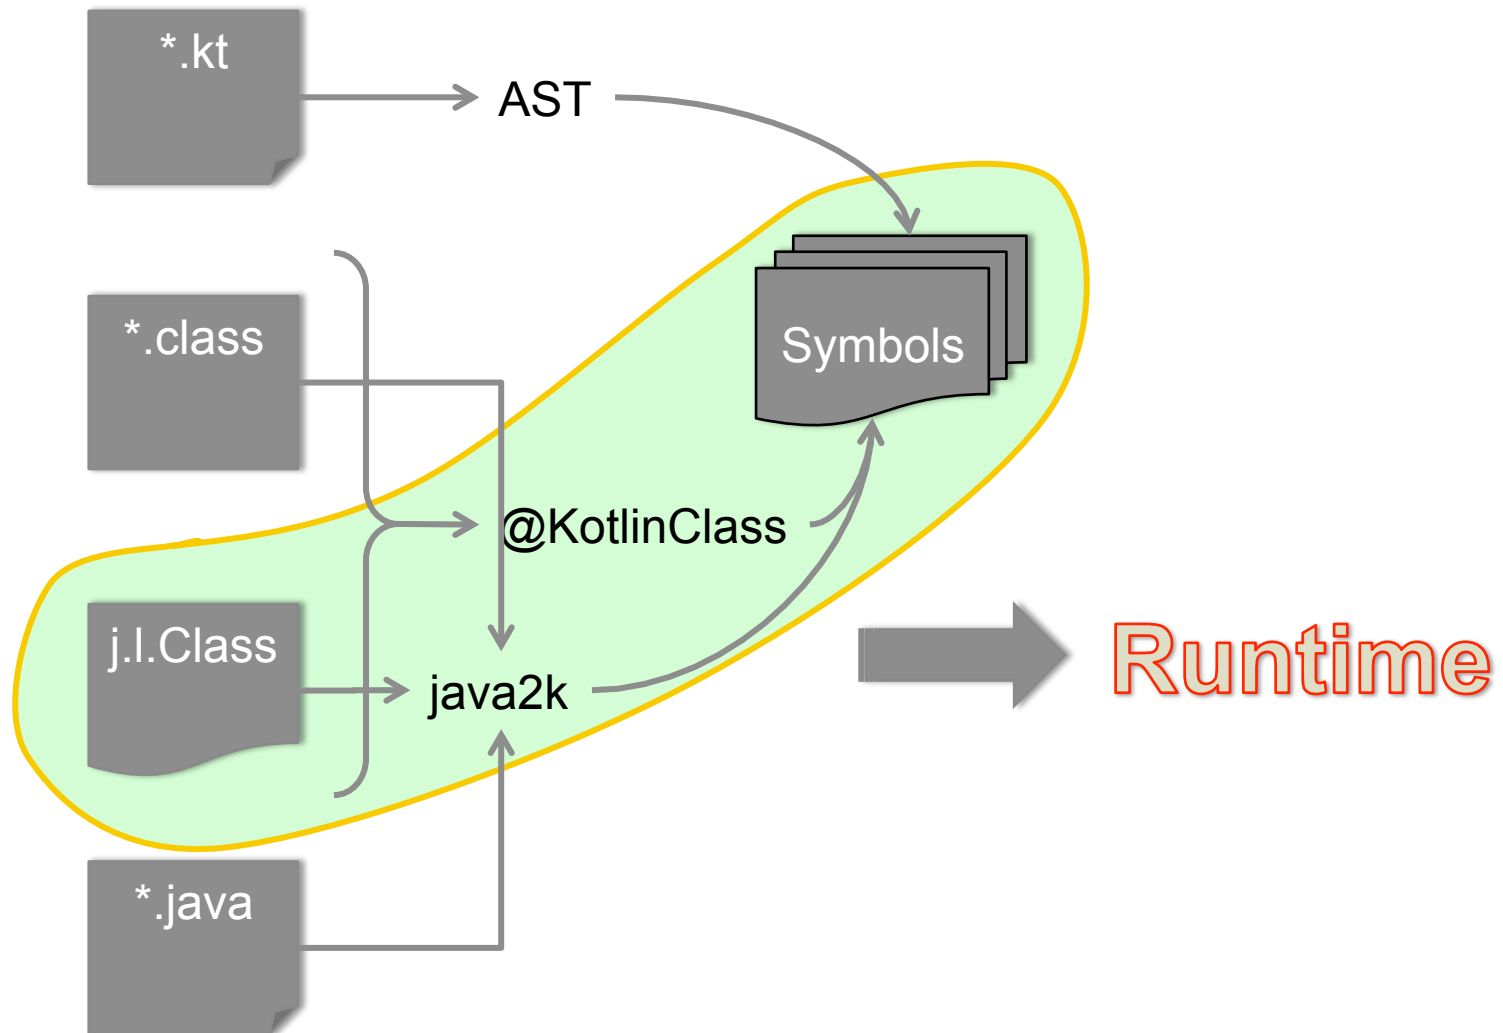 *.kt
AST
*.class
Symbols
@KotlinClass
j.l.Class
java2k
Runtime
*.java